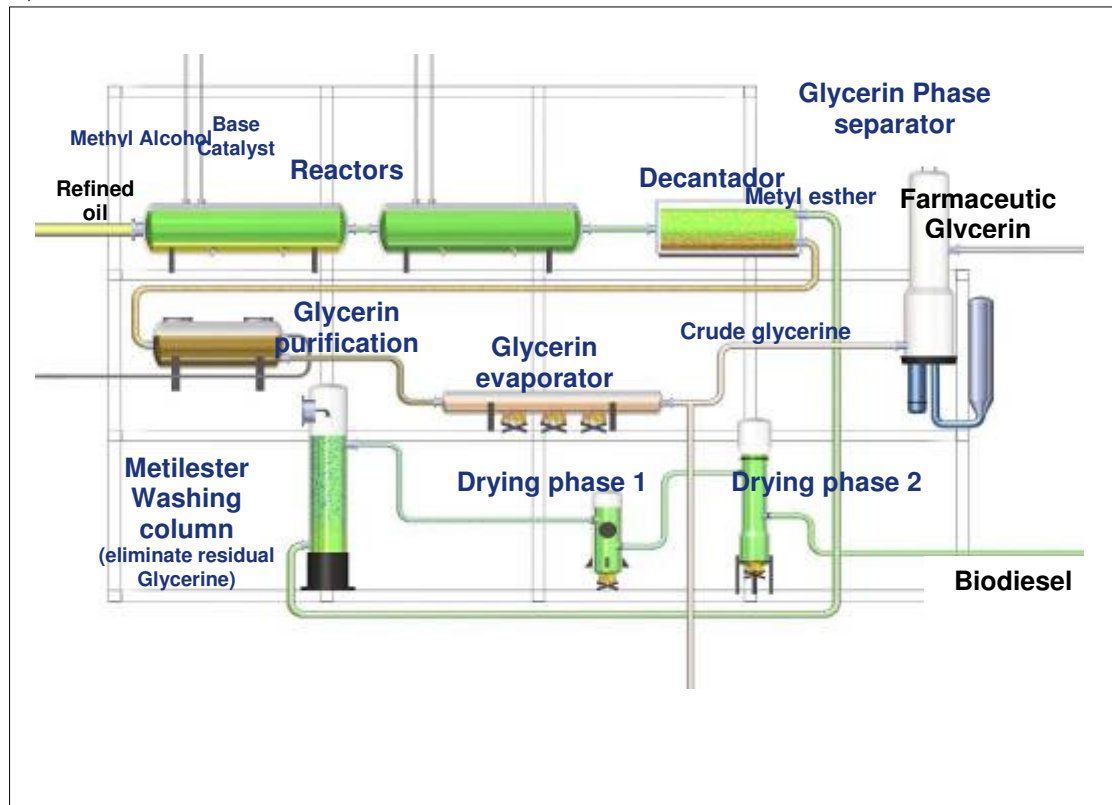 Glycerin Phase
separator
Methyl Alcohol
Base
Catalyst
Reactors
Refined
oil
Decantador
Metyl esther
Farmaceutic
Glycerin
Glycerin
purification
Glycerin
evaporator
Crude glycerine
Metilester
Washing
column
(eliminate residual
Glycerine)
Drying phase 1
Drying phase 2
Biodiesel